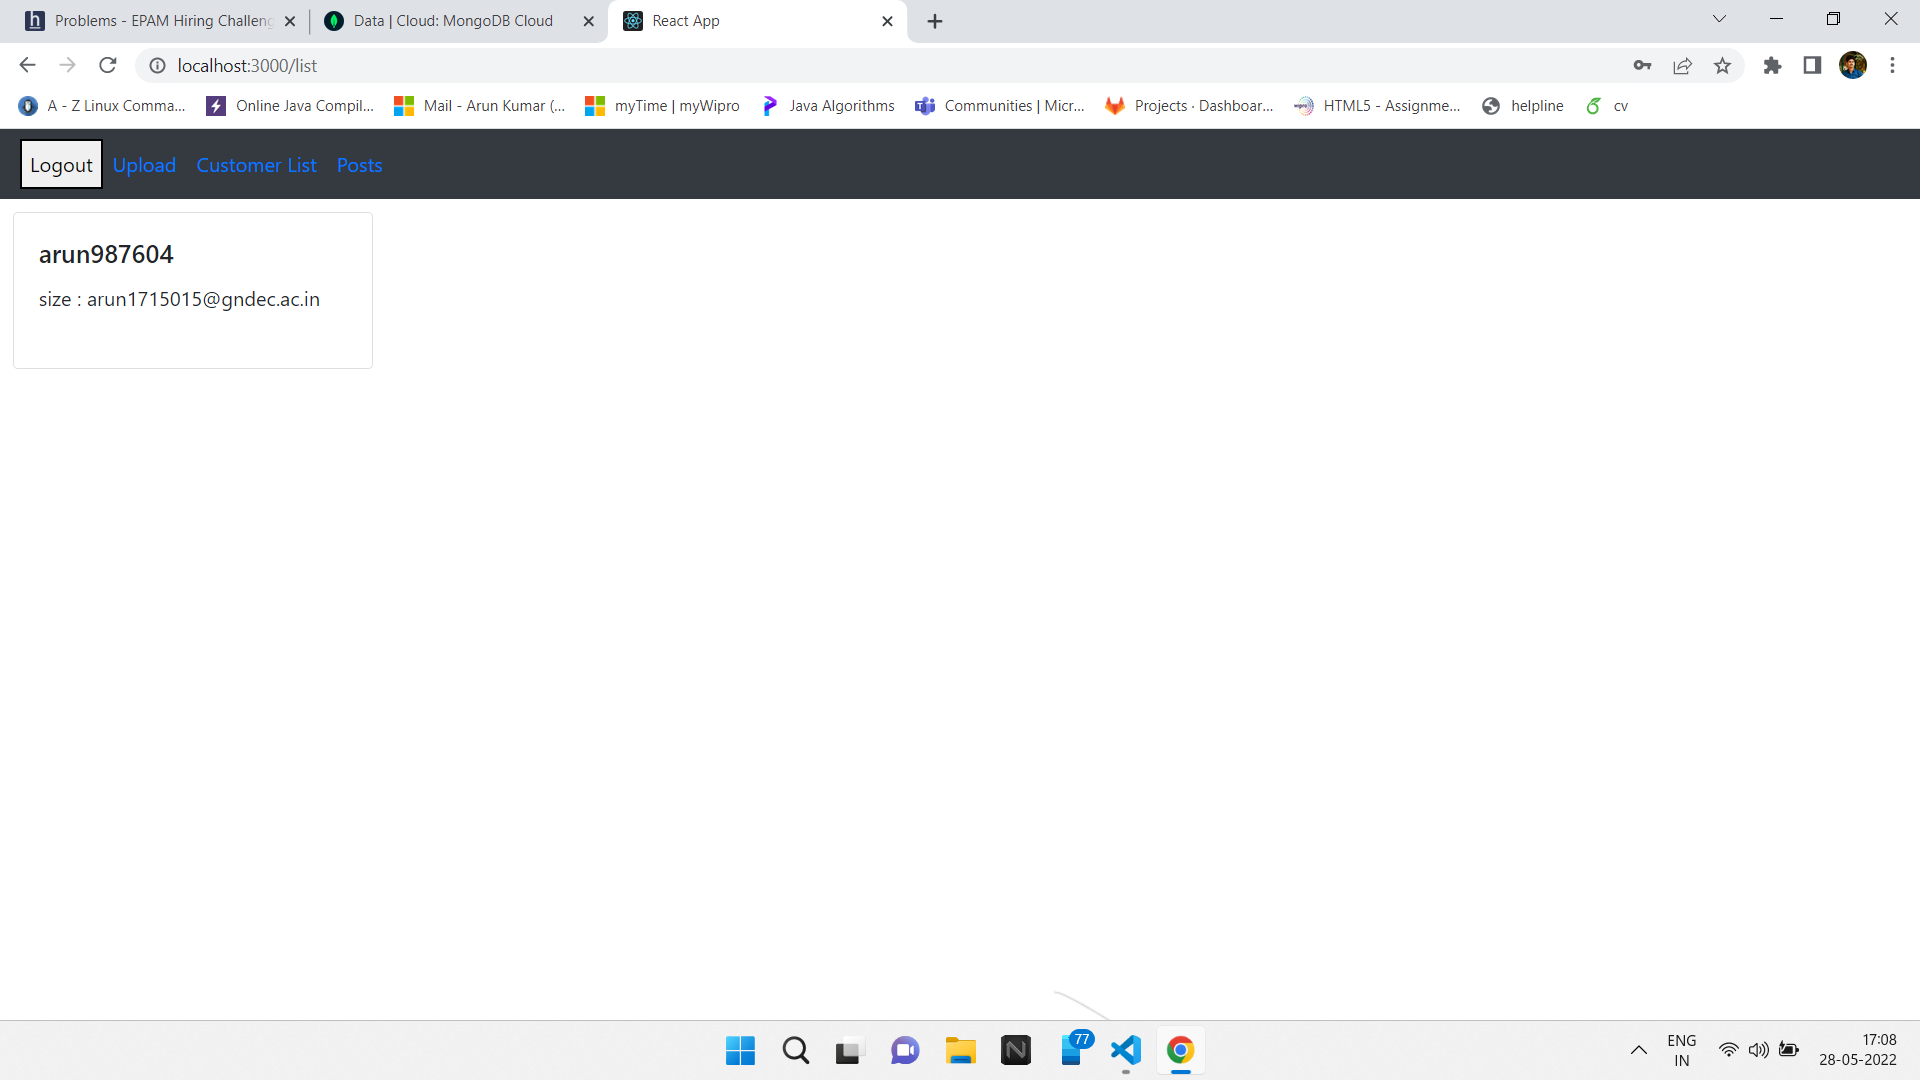 Problems - EPAM Hiring Challeng
Data | Cloud: MongoDB Cloud
React App
localhost:3000/list
A - Z Linux Comma...
Online Java Compil...
Mail - Arun Kumar (...
myTime | myWipro
Java Algorithms
Communities | Micr...
Projects · Dashboar...
HTML5 - Assignme...
helpline
cv
Logout
Upload
Customer List
Posts
arun987604
size : arun1715015@gndec.ac.in
77
ENG
IN
17:08
28-05-2022